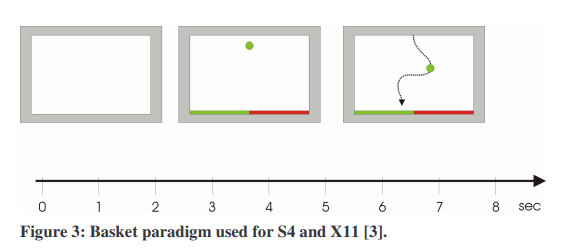 0 1 2 3 4 5 6 7 8 sec
Figure 3: Basket paradigm used for S4 and X11 [3].